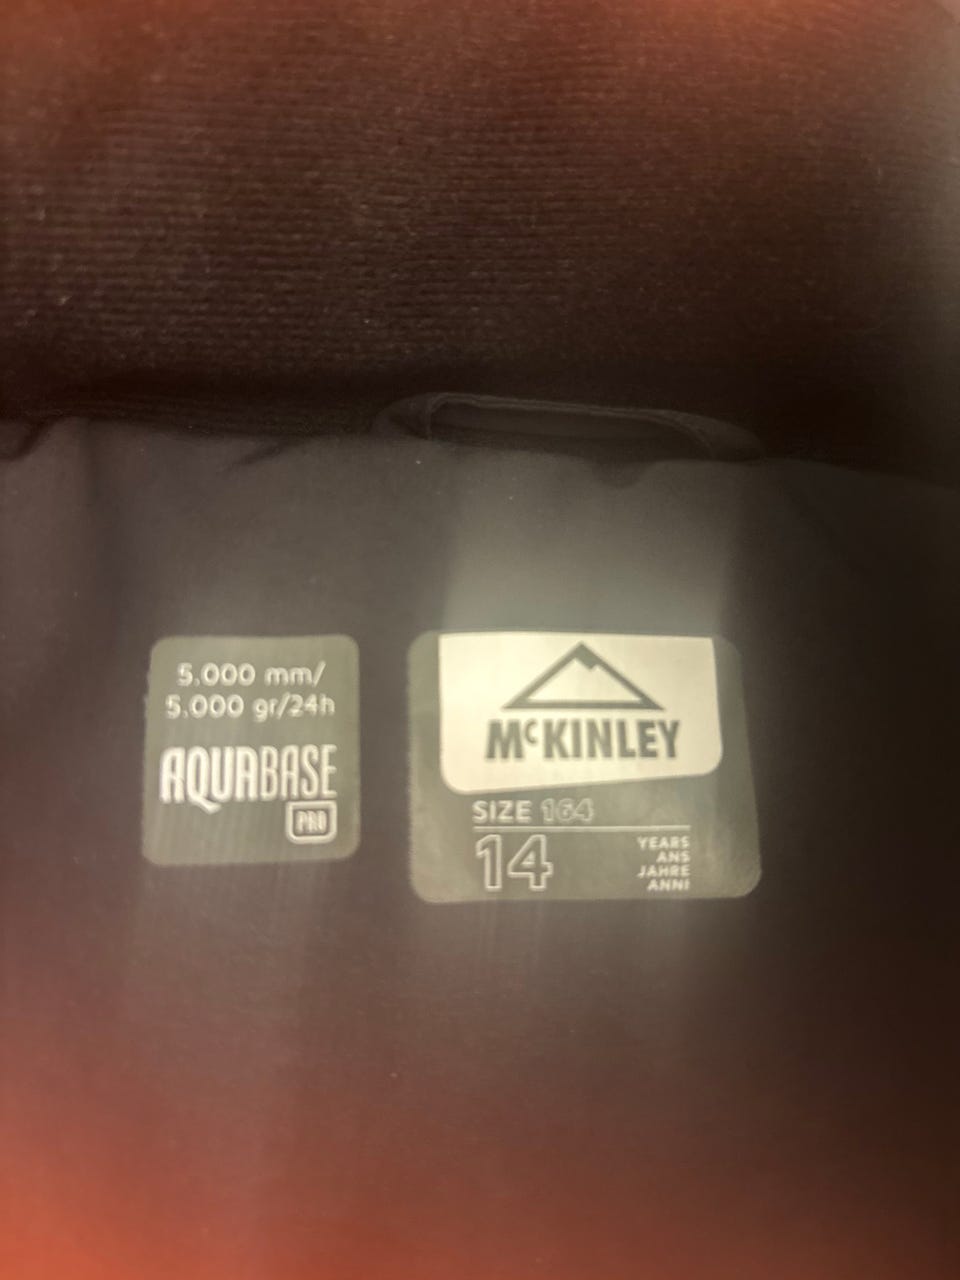 5.000 mm/
5.000 gr/24h
AQUABASE
PRO
McKINLEY
SIZE 164
14
YEARS
ANS
JAHRE
ANNI